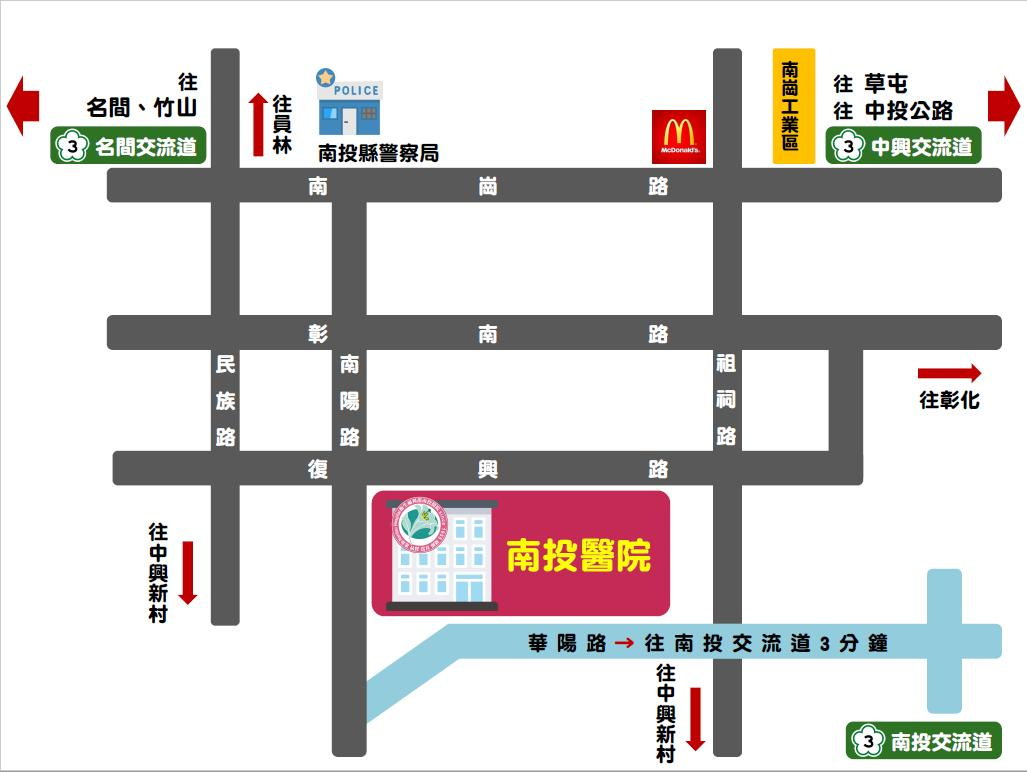 往
名間、竹山
3 名間交流道
往員林
POLICE
南投縣警察局
McDonald's
南崗工業區
往 草屯
往 中投公路
3 中興交流道
南崗路
彰南路
民族路
南陽路
祖祠路
往彰化
復興路
南投醫院
往中興新村
華陽路→往南投交流道3分鐘
往中興新村
3 南投交流道